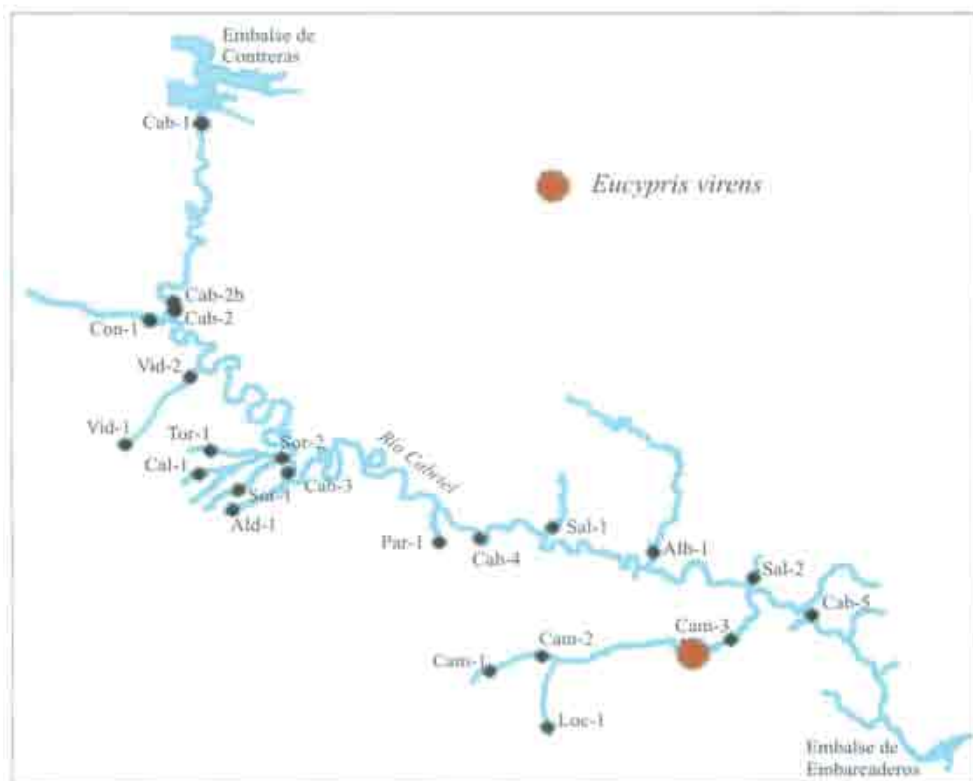 Embalse de
Contreras
Cab-1
Eucypris virens
Cab-2b
Cab-2
Con-1
Vid-2
Vid-1
Tor-1
Sor-2
Río Cabriel
Cal-1
Cab-3
Sor-1
Ald-1
Par-1
Cab-4
Sal-1
Alb-1
Sal-2
Cab-5
Cam-3
Cam-2
Cam-1
Loc-1
Embalse de
Embarcaderos